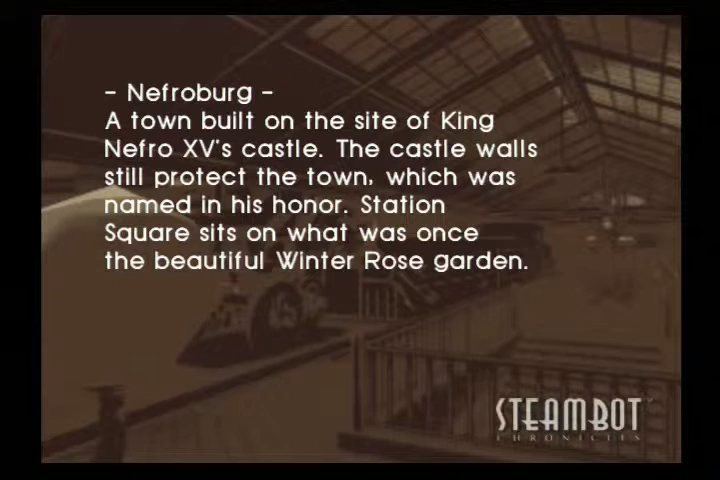 - Nefroburg -
A town built on the site of King
Nefro XV's castle. The castle walls
still protect the town, which was
named in his honor. Station
Square sits on what was once
the beautiful Winter Rose garden.
STEAMBOT
CHRONICLES